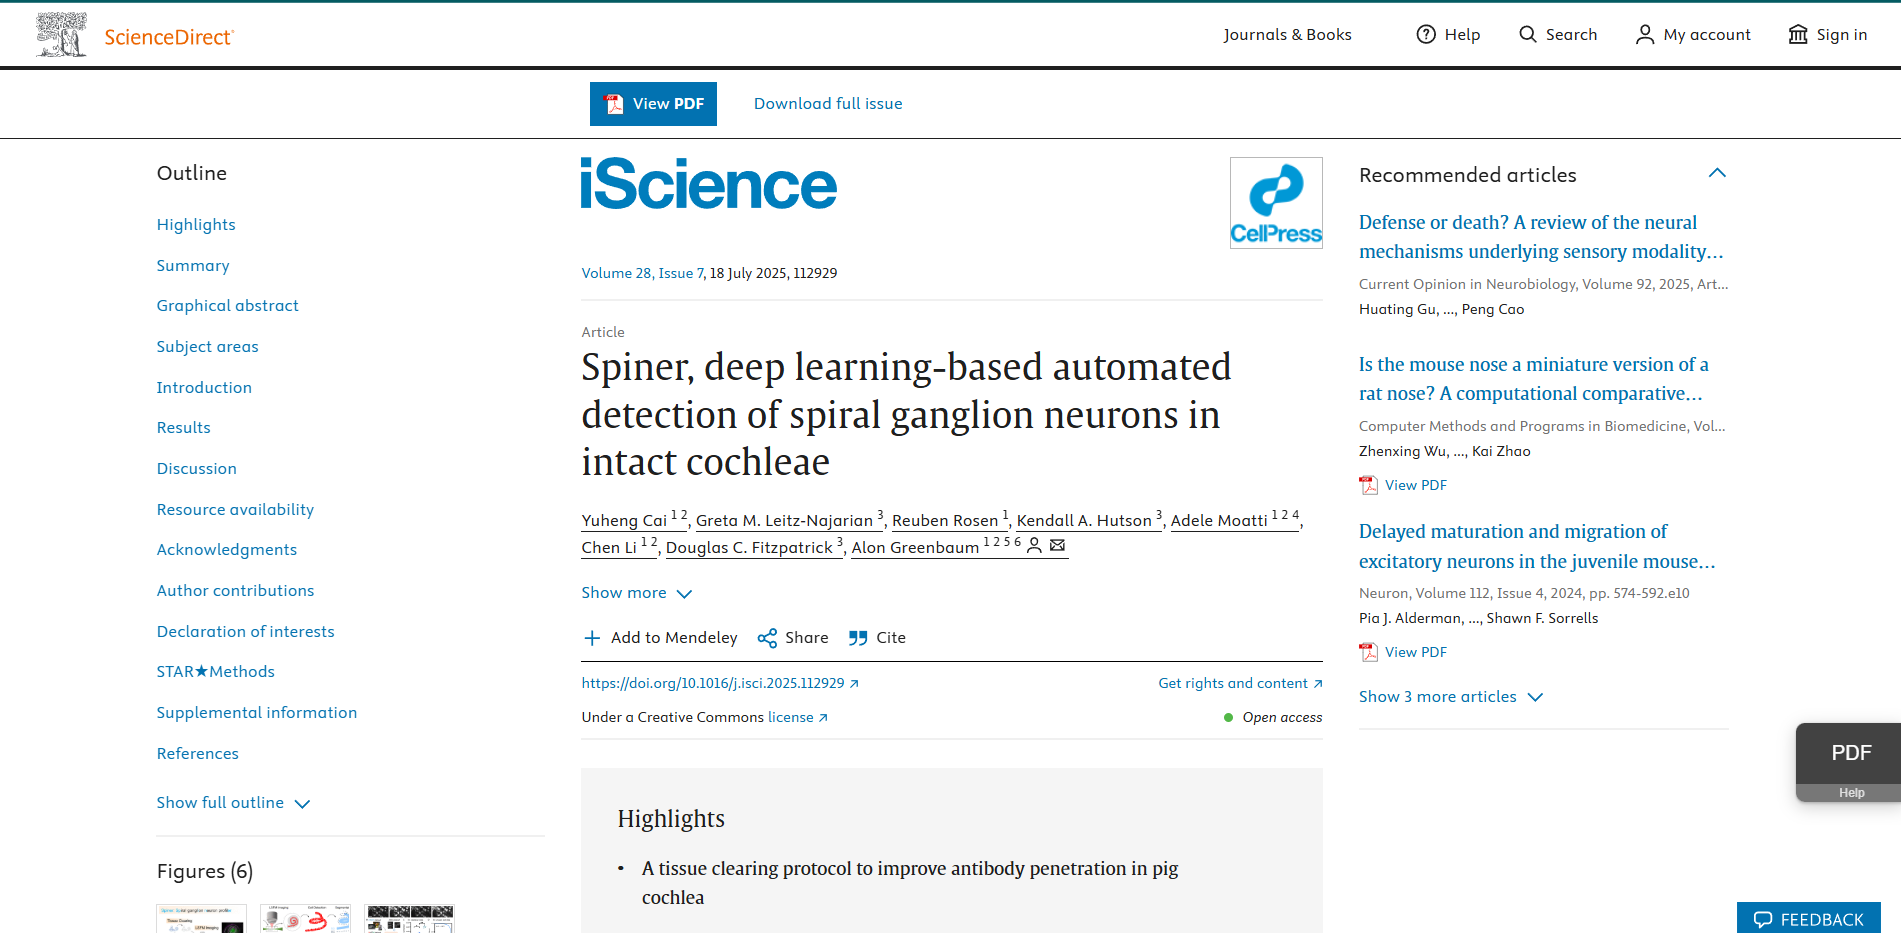 ScienceDirect
Journals & Books
Help
Search
My account
Sign in
View PDF
Download full issue
Outline
Highlights
Summary
Graphical abstract
Subject areas
Introduction
Results
Discussion
Resource availability
Acknowledgments
Author contributions
Declaration of interests
STAR★Methods
Supplemental information
References
Show full outline
Figures (6)
iScience
CellPress
Volume 28, Issue 7, 18 July 2025, 112929
Article
Spiner, deep learning-based automated
detection of spiral ganglion neurons in
intact cochleae
Yuheng Cai 1 2, Greta M. Leitz-Najarian 3, Reuben Rosen 1, Kendall A. Hutson 3, Adele Moatti 1 2 4,
Chen Li 1 2, Douglas C. Fitzpatrick 3, Alon Greenbaum 1 2 5 6
Show more
Add to Mendeley
Share
Cite
https://doi.org/10.1016/j.isci.2025.112929
Get rights and content
Under a Creative Commons license
Open access
Highlights
• A tissue clearing protocol to improve antibody penetration in pig
cochlea
Recommended articles
Defense or death? A review of the neural
mechanisms underlying sensory modality…
Current Opinion in Neurobiology, Volume 92, 2025, Art…
Huating Gu, …, Peng Cao
Is the mouse nose a miniature version of a
rat nose? A computational comparative…
Computer Methods and Programs in Biomedicine, Vol…
Zhenxing Wu, …, Kai Zhao
View PDF
Delayed maturation and migration of
excitatory neurons in the juvenile mouse…
Neuron, Volume 112, Issue 4, 2024, pp. 574-592.e10
Pia J. Alderman, …, Shawn F. Sorrells
View PDF
Show 3 more articles
PDF
Help
FEEDBACK